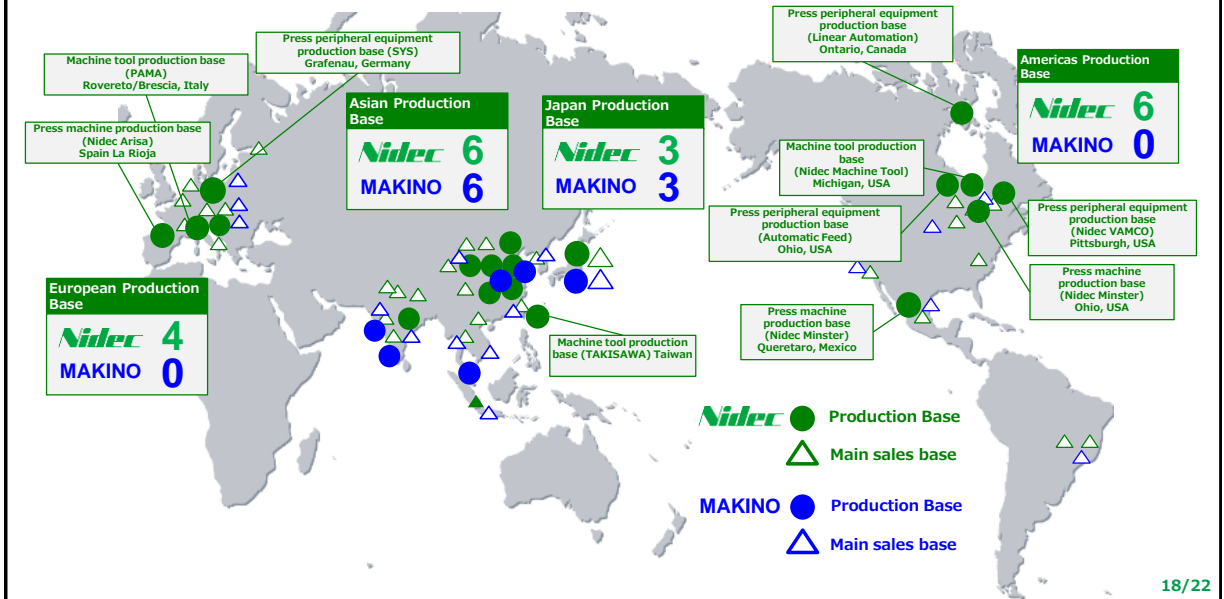 Press peripheral equipment
production base (SYS)
Grafenau, Germany
Machine tool production base
(PAMA)
Rovereto/Brescia, Italy
Press machine production base
(Nidec Arisa)
Spain La Rioja
European Production
Base
Nidec 4
MAKINO 0
Asian Production
Base
Nidec 6
MAKINO 6
Japan Production
Base
Nidec 3
MAKINO 3
Machine tool production
base (TAKISAWA) Taiwan
Press peripheral equipment
production base
(Linear Automation)
Ontario, Canada
Americas Production
Base
Nidec 6
MAKINO 0
Machine tool production
base
(Nidec Machine Tool)
Michigan, USA
Press peripheral equipment
production base
(Automatic Feed)
Ohio, USA
Press peripheral equipment
production base
(Nidec VAMCO)
Pittsburgh, USA
Press machine
production base
(Nidec Minster)
Ohio, USA
Press machine
production base
(Nidec Minster)
Queretaro, Mexico
Nidec Production Base
Main sales base
MAKINO Production Base
Main sales base
18/22